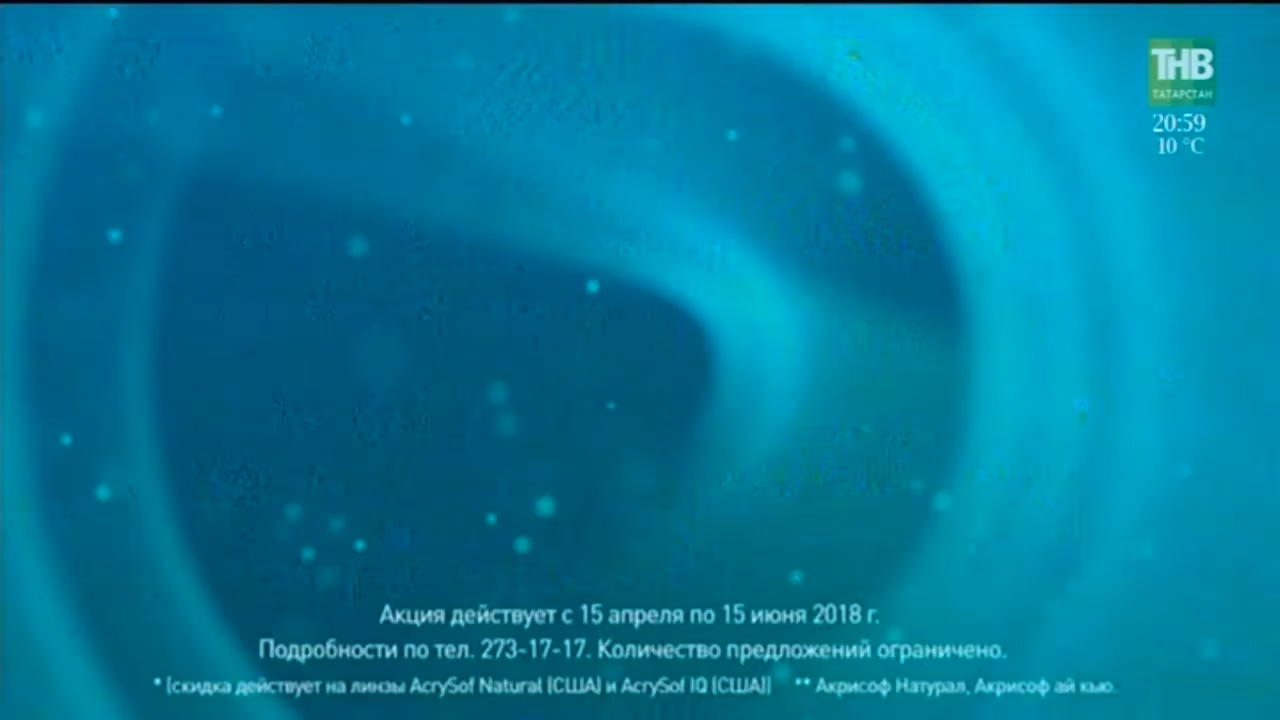 ТНВ
ТАТАРСТАН
20:59
10 °C
Акция действует с 15 апреля по 15 июня 2018 г.
Подробности по тел. 273-17-17. Количество предложений ограничено.
* (скидка действует на линзы AcrySof Natural (США) и AcrySof IQ (США)) ** Акрисоф Натурал, Акрисоф ай кью.